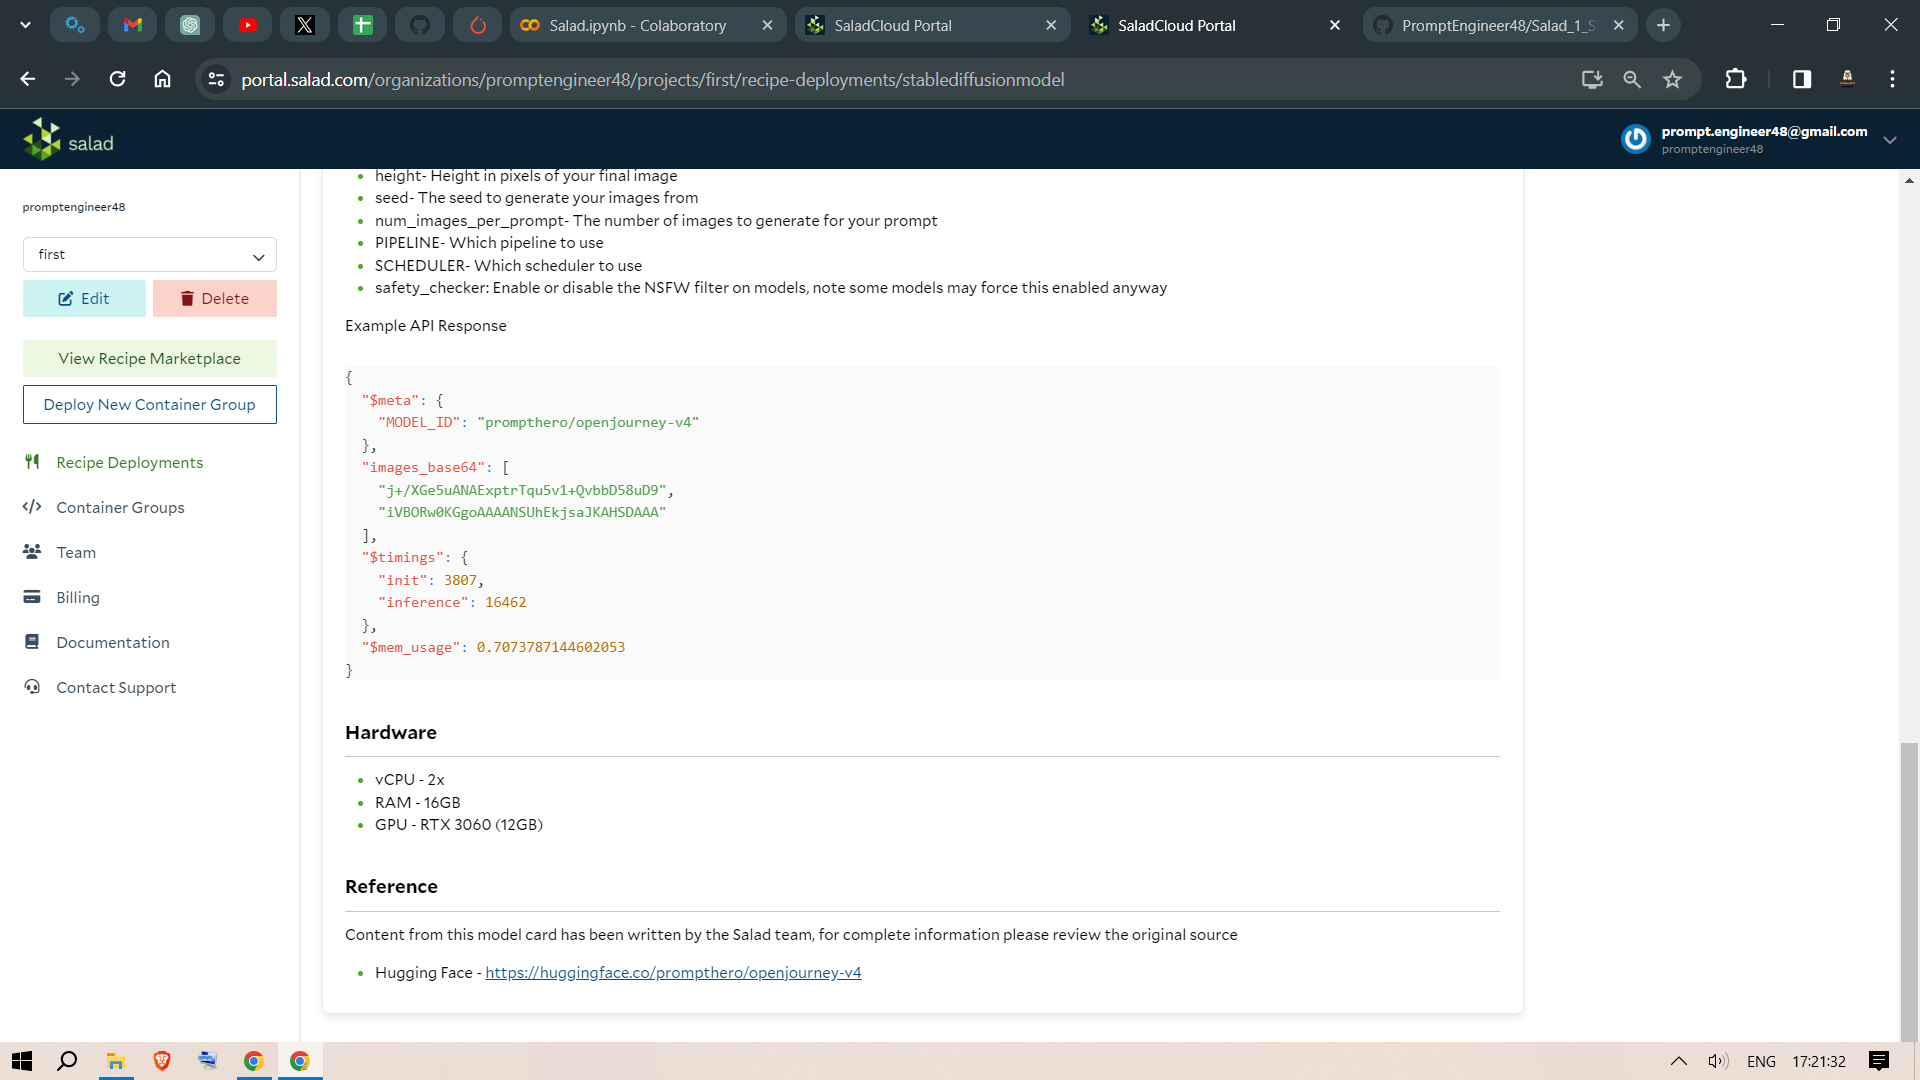 Salad.ipynb - Colaboratory
SaladCloud Portal
SaladCloud Portal
PromptEngineer48/Salad_1_S
portal.salad.com/organizations/promptengineer48/projects/first/recipe-deployments/stablediffusionmodel
salad
prompt.engineer48@gmail.com
promptengineer48
promptengineer48
first
Edit
Delete
View Recipe Marketplace
Deploy New Container Group
Recipe Deployments
Container Groups
Team
Billing
Documentation
Contact Support
height- Height in pixels of your final image
seed- The seed to generate your images from
num_images_per_prompt- The number of images to generate for your prompt
PIPELINE- Which pipeline to use
SCHEDULER- Which scheduler to use
safety_checker: Enable or disable the NSFW filter on models, note some models may force this enabled anyway
Example API Response
{
"$meta": {
"MODEL_ID": "prompthero/openjourney-v4"
},
"images_base64": [
"j+/XGe5uANAExptrTqu5v1+QvbbD58uD9",
"iVBORw0KGgoAAAANSUhEkjsaJKAHSDAAA"
],
"$timings": {
"init": 3807,
"inference": 16462
},
"$mem_usage": 0.7073787144602053
}
Hardware
vCPU - 2x
RAM - 16GB
GPU - RTX 3060 (12GB)
Reference
Content from this model card has been written by the Salad team, for complete information please review the original source
Hugging Face - https://huggingface.co/prompthero/openjourney-v4
ENG
17:21:32